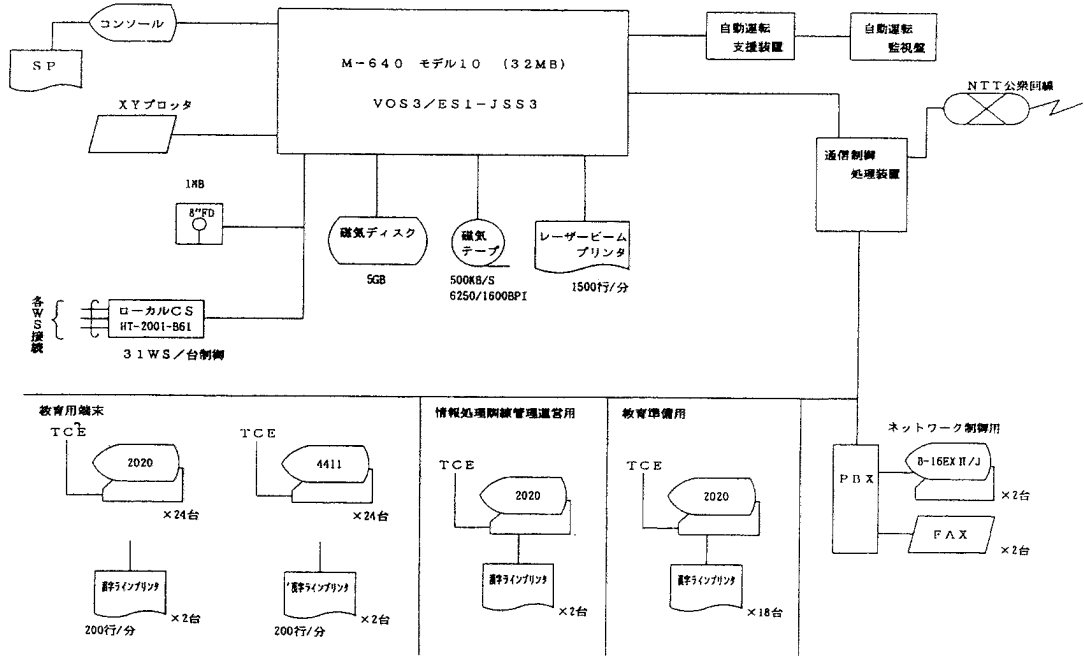 コンソール
ＳＰ
Ｍ－６４０　モデル１０　（３２ＭＢ）
ＶＯＳ３／ＥＳ１－ＪＳＳ３
自動運転
支援装置
自動運転
監視盤
ＮＴＴ公衆回線
通信制御
処理装置
ＸＹプロッタ
1MB
8"FD
磁気ディスク
5GB
磁気
テープ
500KB/S
6250/1600BPI
レーザービーム
プリンタ
1500行/分
各WS接続
ローカルＣＳ
HT-2001-B61
３１ＷＳ／台制御
教育用端末
ＴＣＥ
2020
×24台
漢字ラインプリンタ
×2台
200行/分
ＴＣＥ
4411
×24台
漢字ラインプリンタ
×2台
200行/分
情報処理訓練管理運営用
ＴＣＥ
2020
漢字ラインプリンタ
×2台
教育準備用
ＴＣＥ
2020
漢字ラインプリンタ
×18台
ＰＢＸ
ネットワーク制御用
B-16EXⅡ/J
×2台
ＦＡＸ
×2台